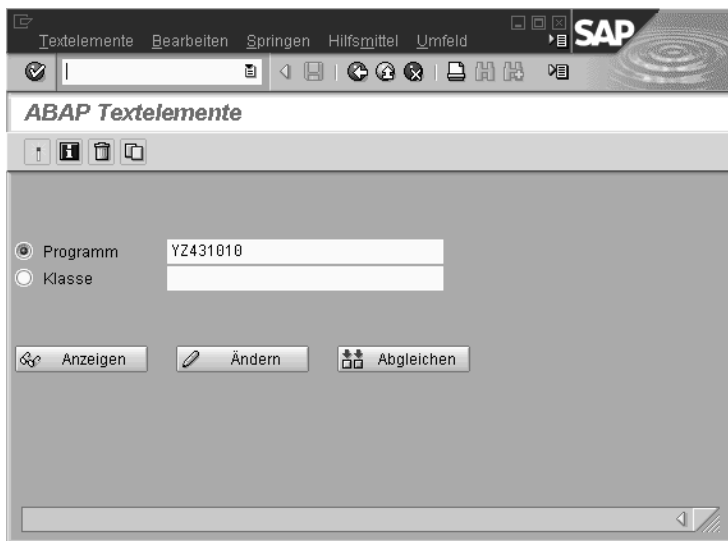 Textelemente Bearbeiten Springen Hilfsmittel Umfeld
SAP
ABAP Textelemente
Programm YZ431010
Klasse
Anzeigen Ändern Abgleichen